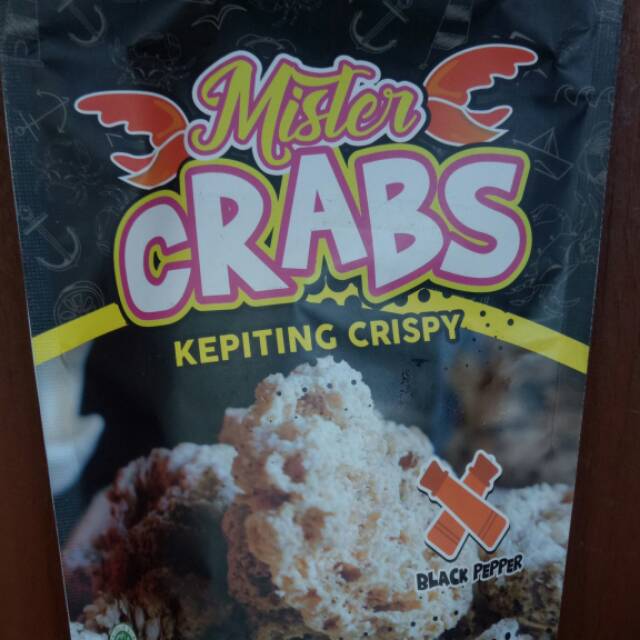 Mister
CRABS
KEPITING CRISPY
BLACK PEPPER